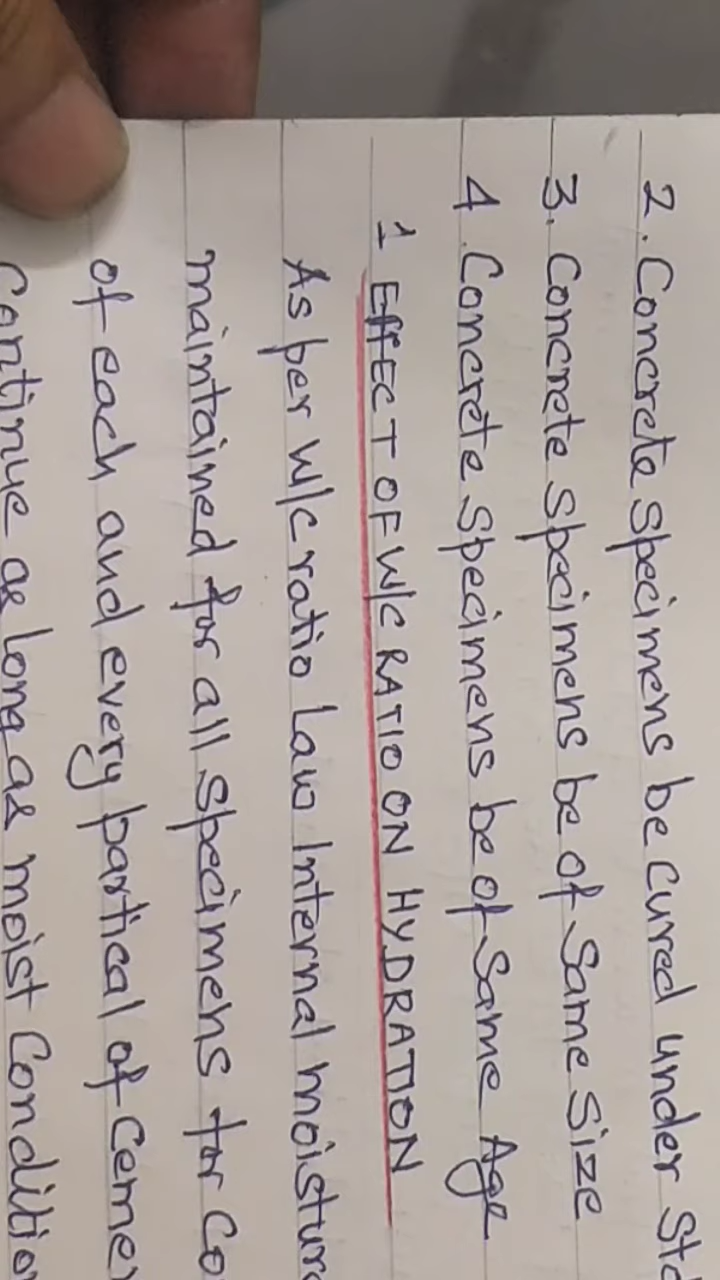 2. Concrete Specimens be Cured under
3. Concrete Specimens be of Same Size
4. Concrete Specimens be of Same Age
1 EFFECT OF W/C RATIO ON HYDRATION
As per W/c ratio Law Internal moistur
maintained for all Specimens for Co
of each and every partical of Ceme
Continue as long as moist Conditio